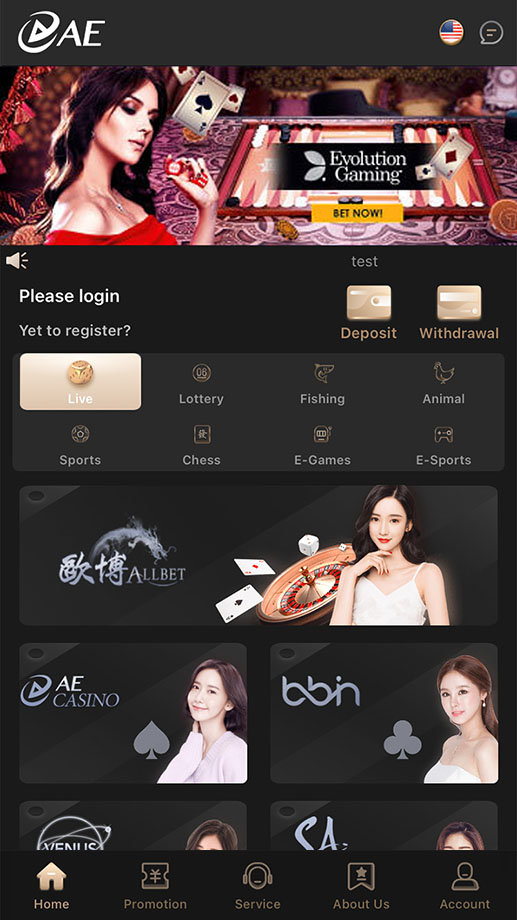 AE
Evolution
Gaming
BET NOW!
test
Please login
Yet to register?
Deposit
Withdrawal
Live
Lottery
Fishing
Animal
Sports
Chess
E-Games
E-Sports
歐博 ALLBET
AE
CASINO
bbin
VENUS
SA
Home
Promotion
Service
About Us
Account